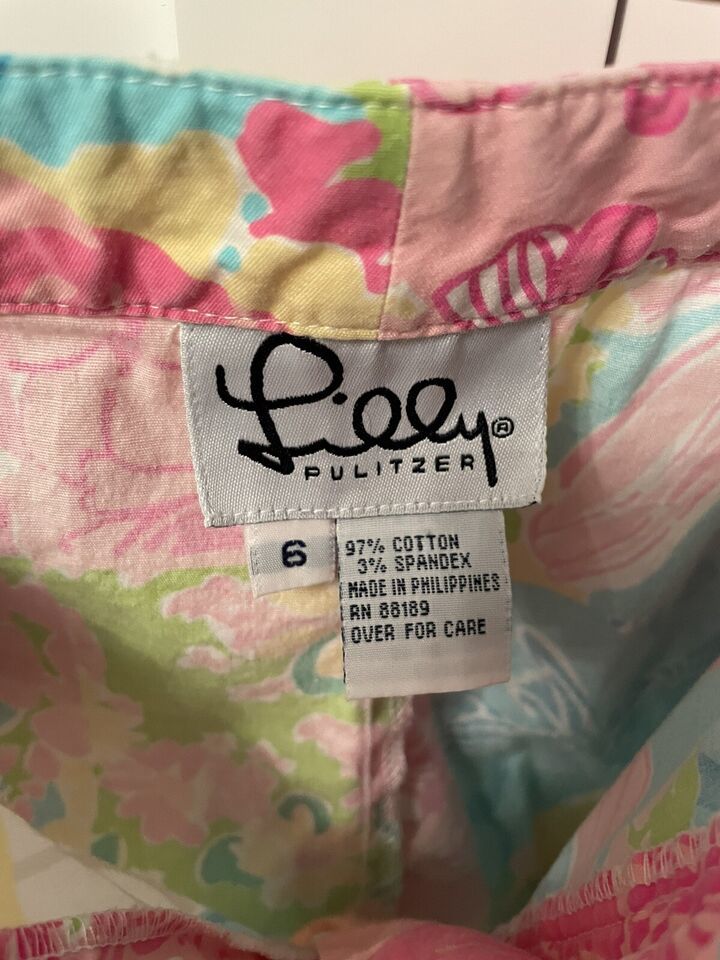 Lilly®
PULITZER
6
97% COTTON
3% SPANDEX
MADE IN PHILIPPINES
RN 88189
OVER FOR CARE